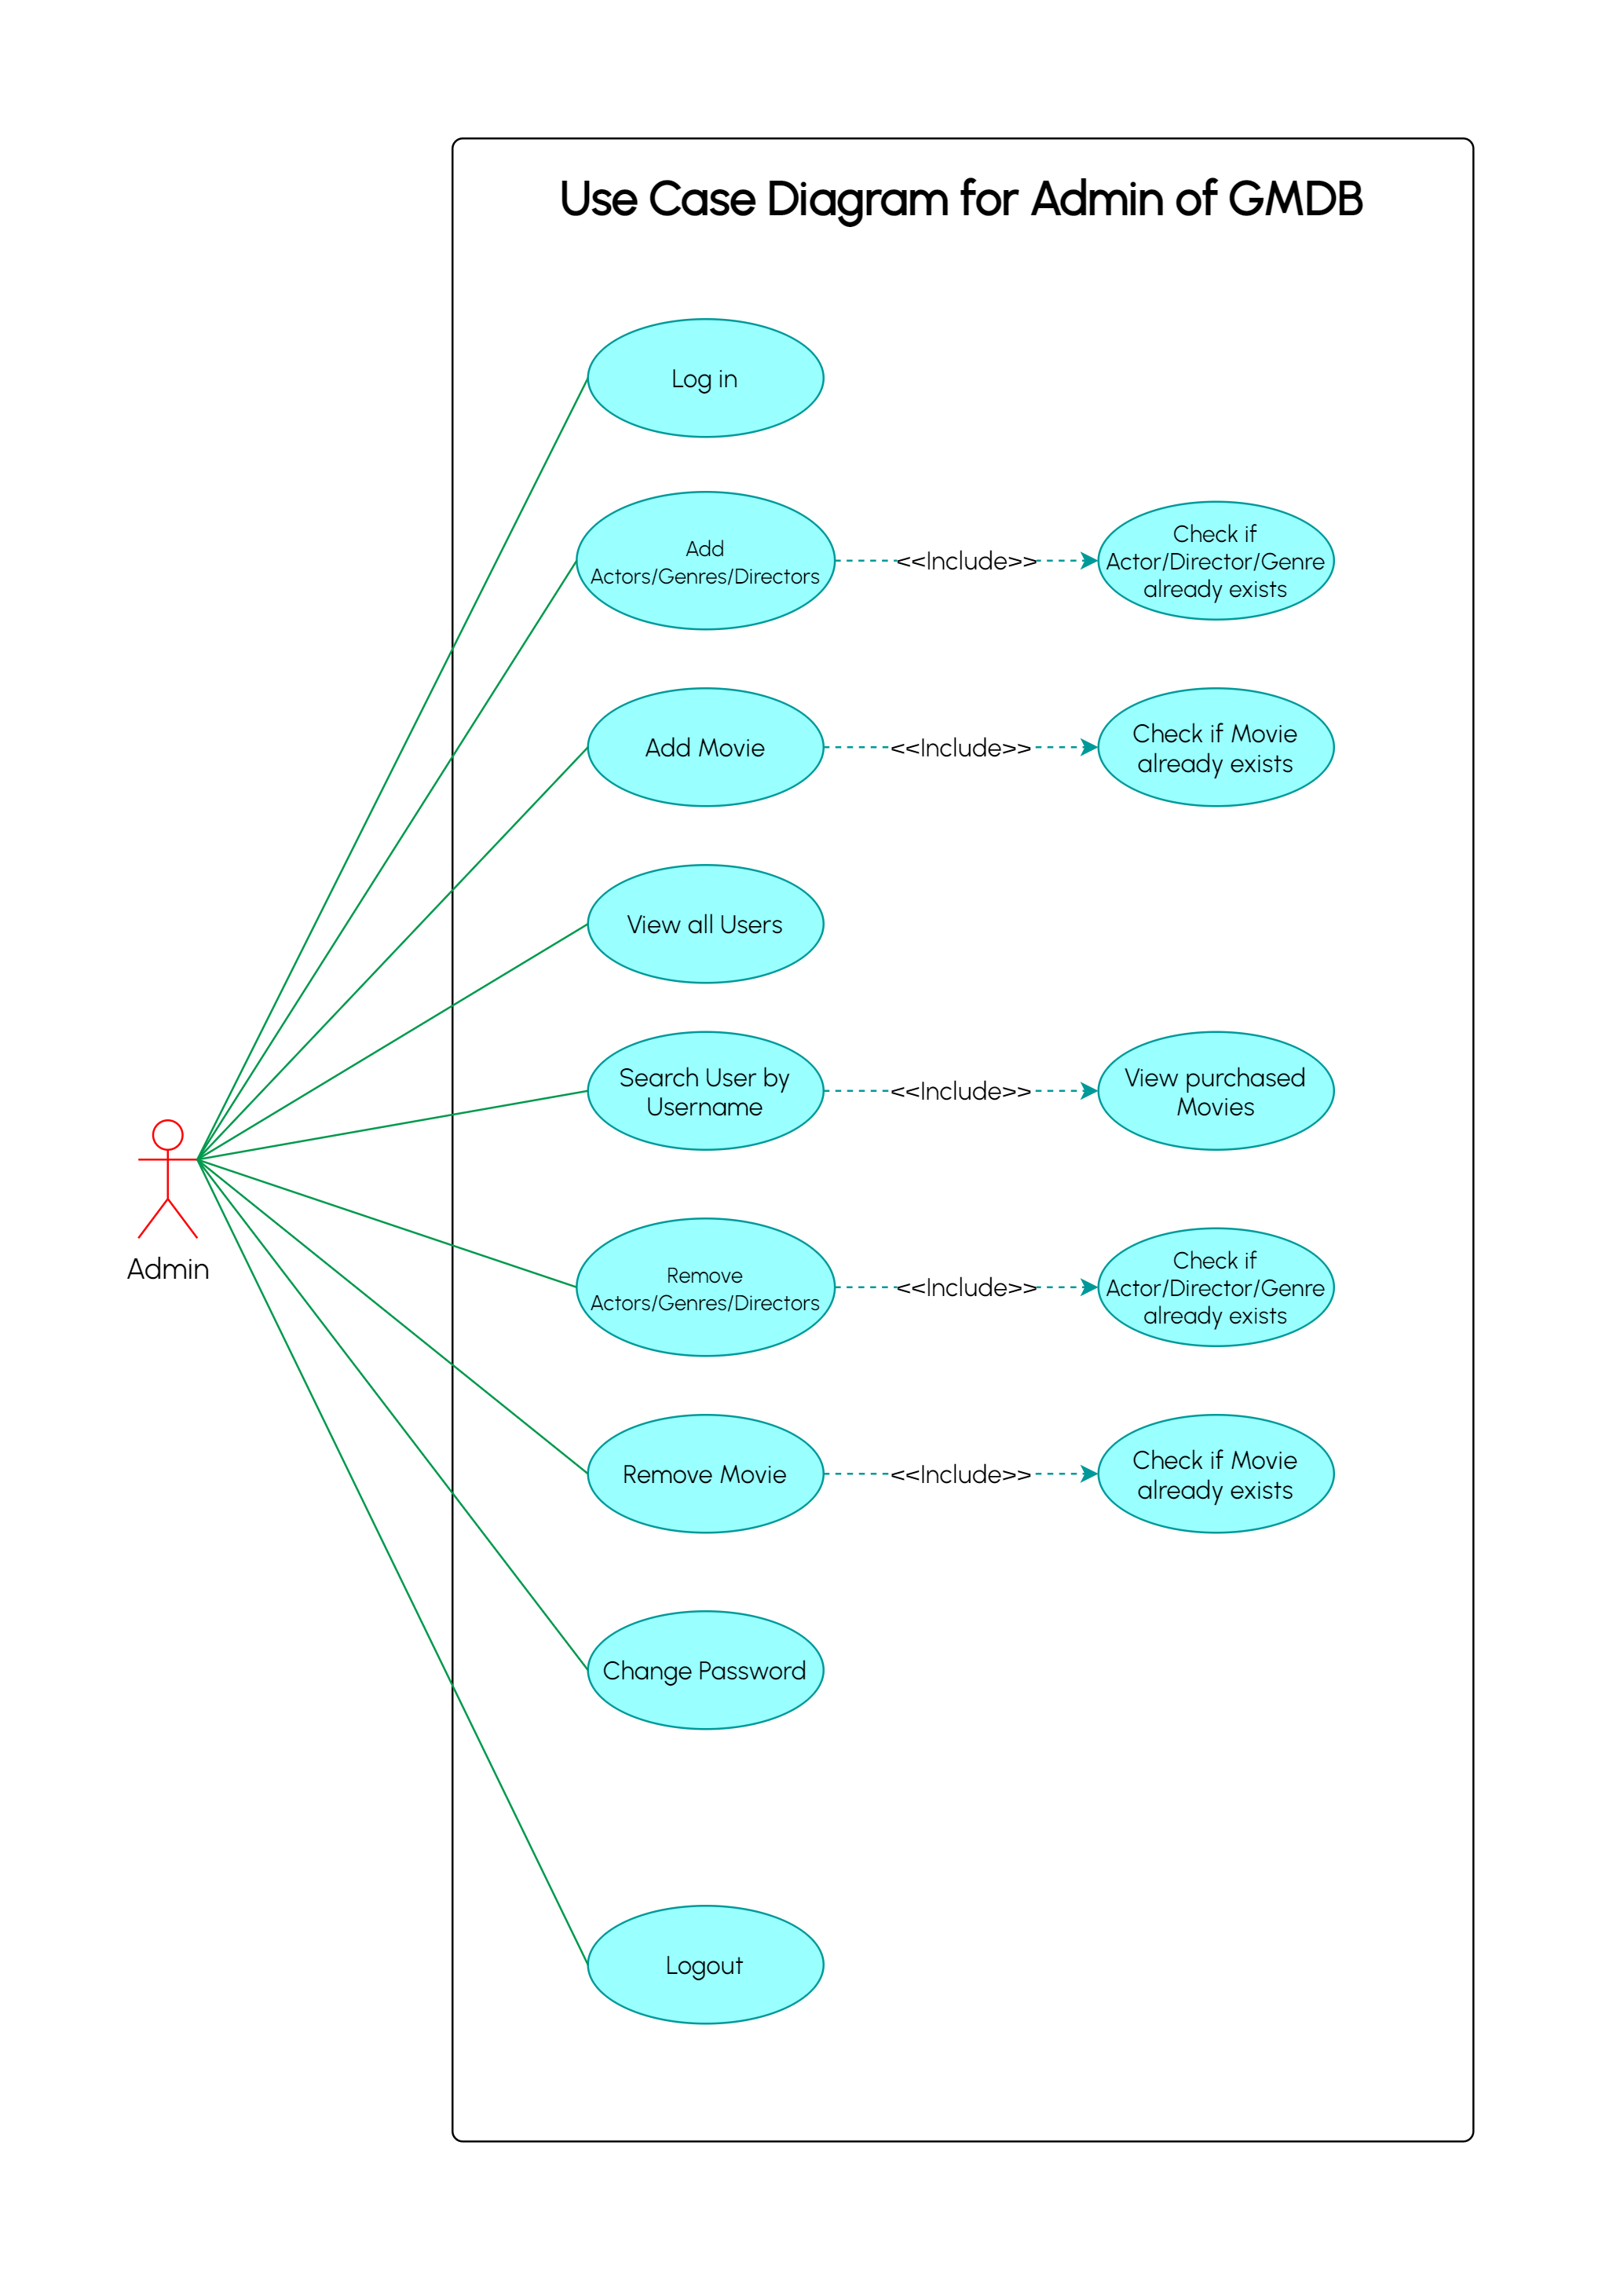 Use Case Diagram for Admin of GMDB
Log in
Add
Actors/Genres/Directors
<<Include>>
Check if
Actor/Director/Genre
already exists
Add Movie
<<Include>>
Check if Movie
already exists
View all Users
Search User by
Username
<<Include>>
View purchased
Movies
Admin
Remove
Actors/Genres/Directors
<<Include>>
Check if
Actor/Director/Genre
already exists
Remove Movie
<<Include>>
Check if Movie
already exists
Change Password
Logout